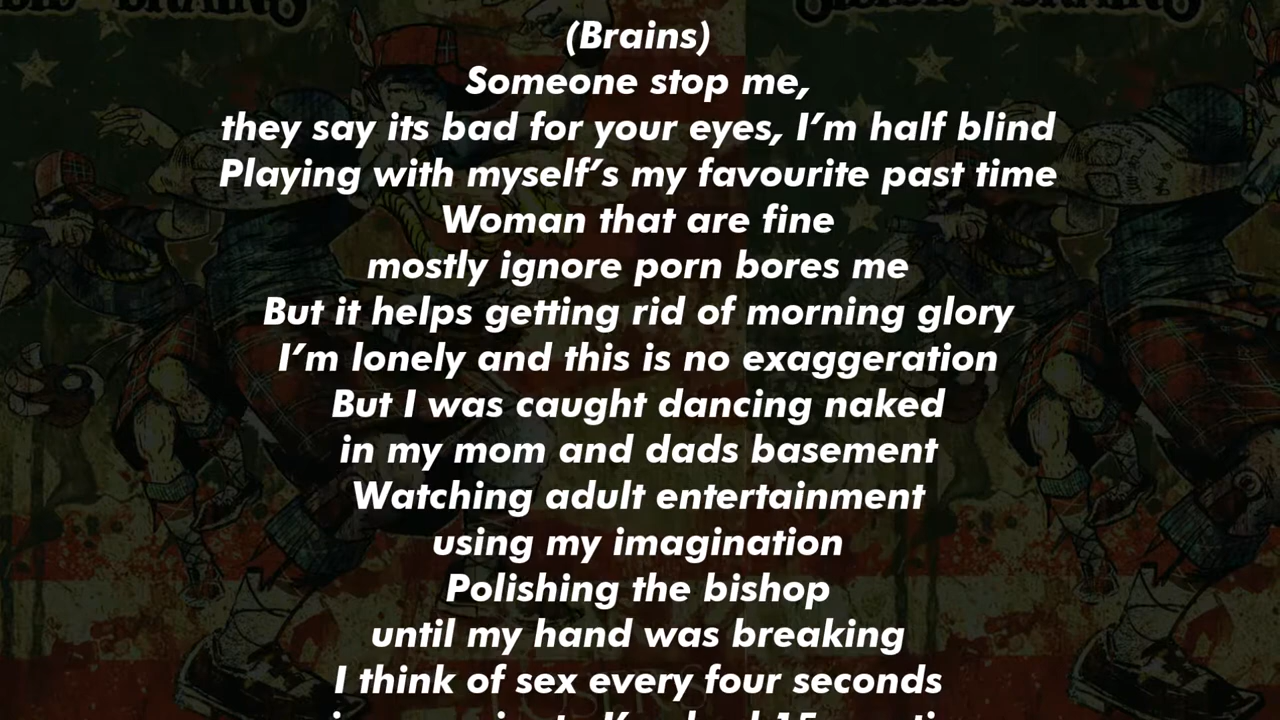 (Brains)
Someone stop me,
they say its bad for your eyes, I'm half blind
Playing with myself's my favourite past time
Woman that are fine
mostly ignore porn bores me
But it helps getting rid of morning glory
I'm lonely and this is no exaggeration
But I was caught dancing naked
in my mom and dads basement
Watching adult entertainment
using my imagination
Polishing the bishop
until my hand was breaking
I think of sex every four seconds